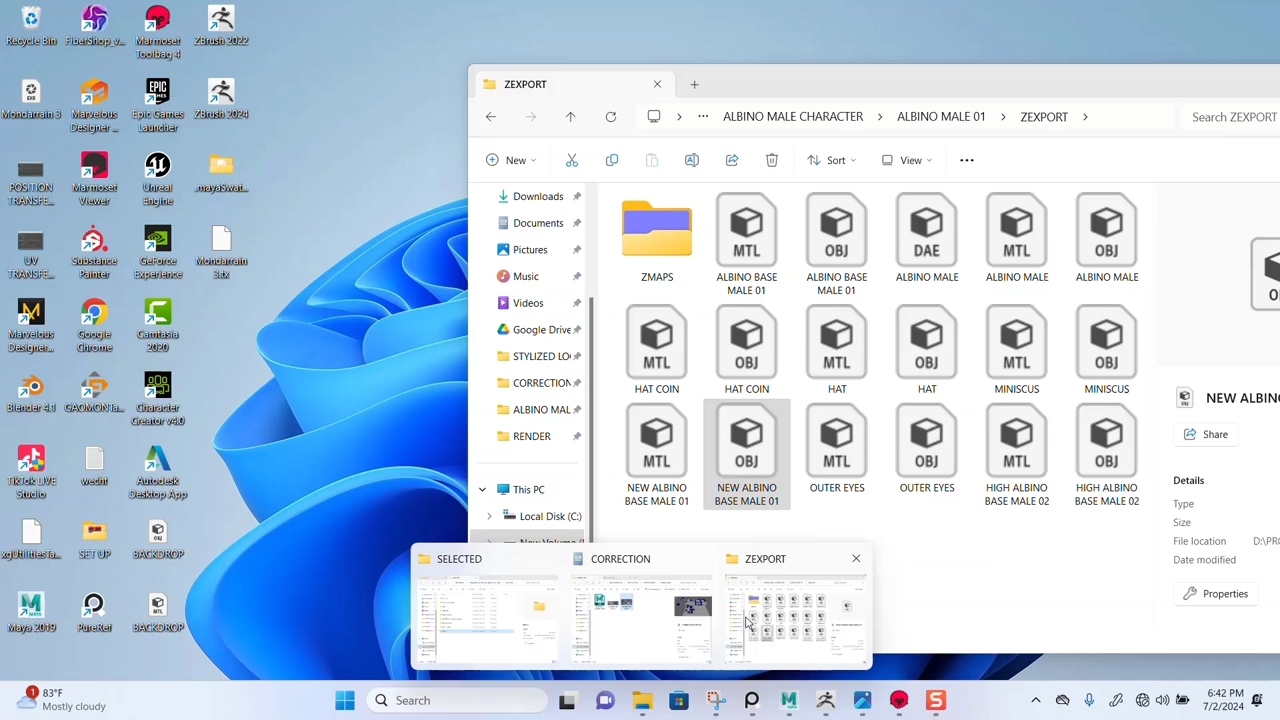 Recycle Bin
FiberShop_v...
Marmoset
Toolbag 4
ZBrush 2022
Mondarrain 3
Marvelous
Designer ...
EPIC
GAMES
Epic Games
Launcher
ZBrush 2024
POSITION
TRANSFE...
Marmoset
Viewer
Unreal
Engine
.mayaSwat...
UV
TRANSFE...
Substance
Painter
GeForce
Experience
Mondarrain
3.rtx
Marvelous
Designer...
Google
Chrome
Camtasia
2020
Blender 4.1
GAOMONTa...
Character
Creator v4.0
TikTok LIVE
Studio
wecht
Autodesk
Desktop App
xgUtilitiesTa...
SET UP
BACKDROP
Maya 2023
PureRef
BACKDROP
ZEXPORT
ALBINO MALE CHARACTER
ALBINO MALE 01
ZEXPORT
Search ZEXPORT
New
Sort
View
Downloads
Documents
Pictures
Music
Videos
Google Drive
STYLIZED LO
CORRECTION
ALBINO MAL
RENDER
This PC
Local Disk (C:)
ZMAPS
MTL
ALBINO BASE
MALE 01
OBJ
ALBINO BASE
MALE 01
DAE
ALBINO MALE
MTL
ALBINO MALE
OBJ
ALBINO MALE
MTL
HAT COIN
OBJ
HAT COIN
MTL
HAT
OBJ
HAT
MTL
MINISCUS
OBJ
MINISCUS
MTL
NEW ALBINO
BASE MALE 01
OBJ
NEW ALBINO
BASE MALE 01
MTL
OUTER EYES
OBJ
OUTER EYES
MTL
HIGH ALBINO
BASE MALE 02
OBJ
HIGH ALBINO
BASE MALE 02
NEW ALBINO
Share
Details
Type
Size
File location
D:\PRO
Date modified
Properties
SELECTED
CORRECTION
ZEXPORT
1
83°F
Mostly cloudy
Search
6:42 PM
7/2/2024